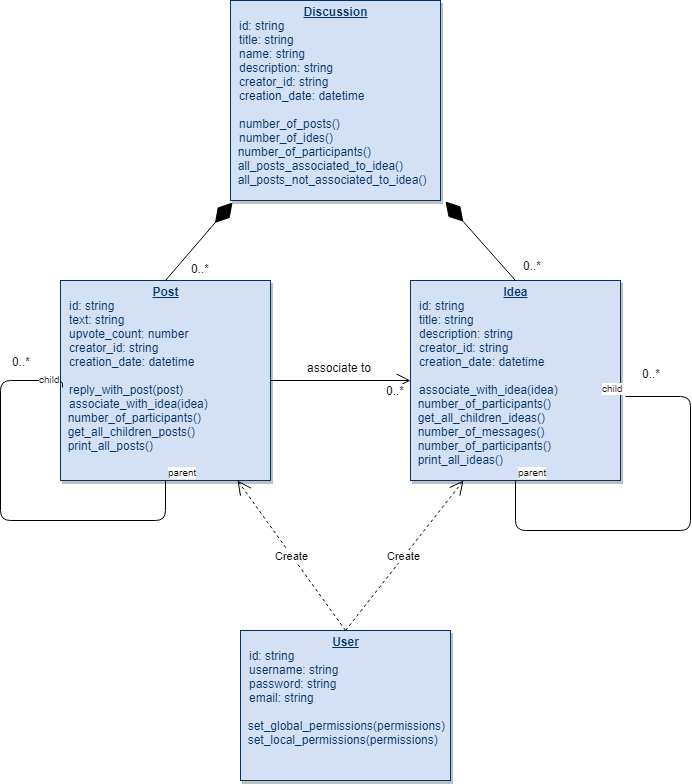 Discussion
id: string
title: string
name: string
description: string
creator_id: string
creation_date: datetime
number_of_posts()
number_of_ides()
number_of_participants()
all_posts_associated_to_idea()
all_posts_not_associated_to_idea()
0..*
0..*
Post
id: string
text: string
upvote_count: number
creator_id: string
creation_date: datetime
reply_with_post(post)
associate_with_idea(idea)
number_of_participants()
get_all_children_posts()
print_all_posts()
0..*
child
parent
associate to
0..*
Idea
id: string
title: string
description: string
creator_id: string
creation_date: datetime
associate_with_idea(idea)
number_of_participants()
get_all_children_ideas()
number_of_messages()
number_of_participants()
print_all_ideas()
0..*
child
parent
Create
Create
User
id: string
username: string
password: string
email: string
set_global_permissions(permissions)
set_local_permissions(permissions)